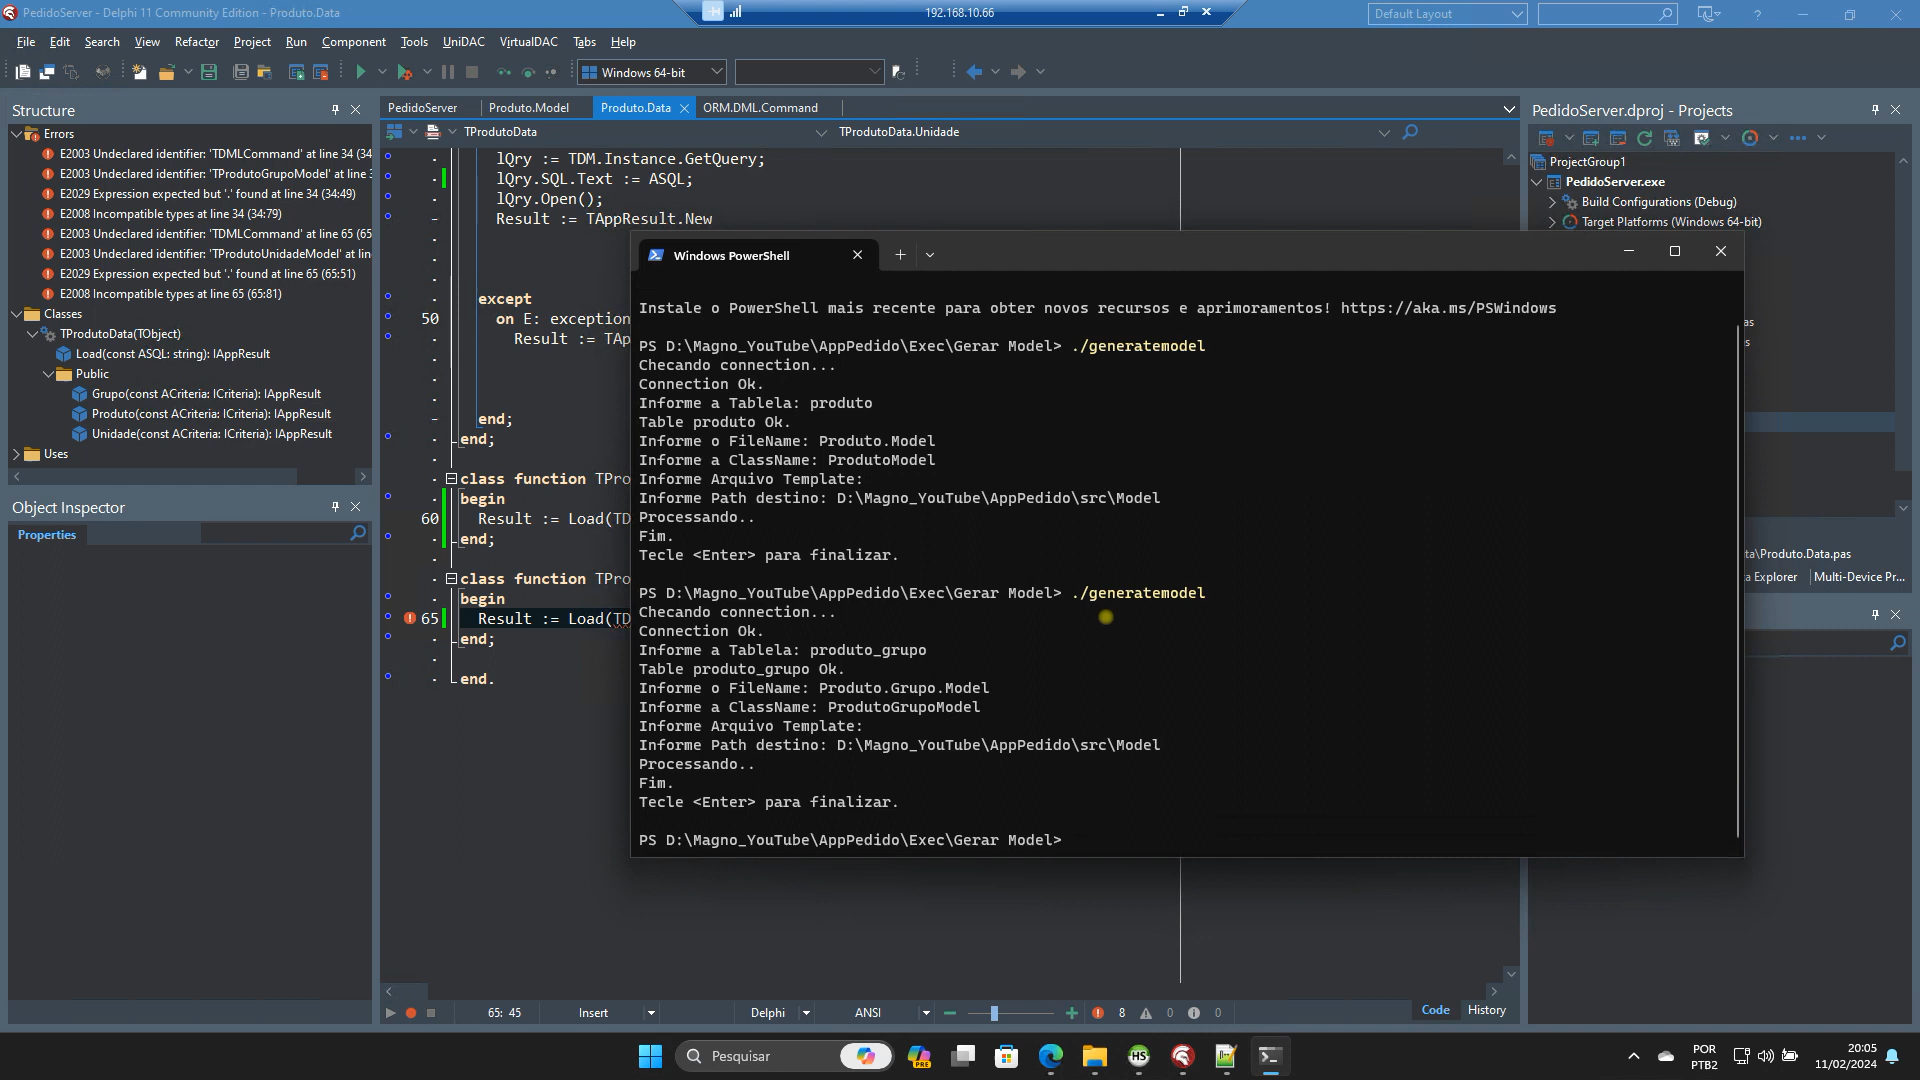 PedidoServer - Delphi 11 Community Edition - Produto.Data
192.168.10.66
Default Layout
File Edit Search View Refactor Project Run Component Tools UniDAC VirtualDAC Tabs Help
Windows 64-bit
Structure
Errors
E2003 Undeclared identifier: 'TDMLCommand' at line 34 (34
E2003 Undeclared identifier: 'TProdutoGrupoModel' at line 3
E2029 Expression expected but '.' found at line 34 (34:49)
E2008 Incompatible types at line 34 (34:79)
E2003 Undeclared identifier: 'TDMLCommand' at line 65 (65
E2003 Undeclared identifier: 'TProdutoUnidadeModel' at lin
E2029 Expression expected but '.' found at line 65 (65:51)
E2008 Incompatible types at line 65 (65:81)
Classes
TProdutoData(TObject)
Load(const ASQL: string): IAppResult
Public
Grupo(const ACriteria: ICriteria): IAppResult
Produto(const ACriteria: ICriteria): IAppResult
Unidade(const ACriteria: ICriteria): IAppResult
Uses
Object Inspector
Properties
PedidoServer Produto.Model Produto.Data ORM.DML.Command
TProdutoData TProdutoData.Unidade
lQry := TDM.Instance.GetQuery;
lQry.SQL.Text := ASQL;
lQry.Open();
Result := TAppResult.New
except
50 on E: exception
Result := TAp
end;
end;
class function TPro
begin
60 Result := Load(TD
end;
class function TPro
begin
65 Result := Load(TD
end;
end.
Windows PowerShell
Instale o PowerShell mais recente para obter novos recursos e aprimoramentos! https://aka.ms/PSWindows
PS D:\Magno_YouTube\AppPedido\Exec\Gerar Model> ./generatemodel
Checando connection...
Connection Ok.
Informe a Tablela: produto
Table produto Ok.
Informe o FileName: Produto.Model
Informe a ClassName: ProdutoModel
Informe Arquivo Template:
Informe Path destino: D:\Magno_YouTube\AppPedido\src\Model
Processando..
Fim.
Tecle <Enter> para finalizar.
PS D:\Magno_YouTube\AppPedido\Exec\Gerar Model> ./generatemodel
Checando connection...
Connection Ok.
Informe a Tablela: produto_grupo
Table produto_grupo Ok.
Informe o FileName: Produto.Grupo.Model
Informe a ClassName: ProdutoGrupoModel
Informe Arquivo Template:
Informe Path destino: D:\Magno_YouTube\AppPedido\src\Model
Processando..
Fim.
Tecle <Enter> para finalizar.
PS D:\Magno_YouTube\AppPedido\Exec\Gerar Model>
PedidoServer.dproj - Projects
ProjectGroup1
PedidoServer.exe
Build Configurations (Debug)
Target Platforms (Windows 64-bit)
as
s
ta\Produto.Data.pas
a Explorer Multi-Device Pr...
65: 45 Insert Delphi ANSI 8 0 0
Code History
Pesquisar
PRE
HS
POR
PTB2
20:05
11/02/2024